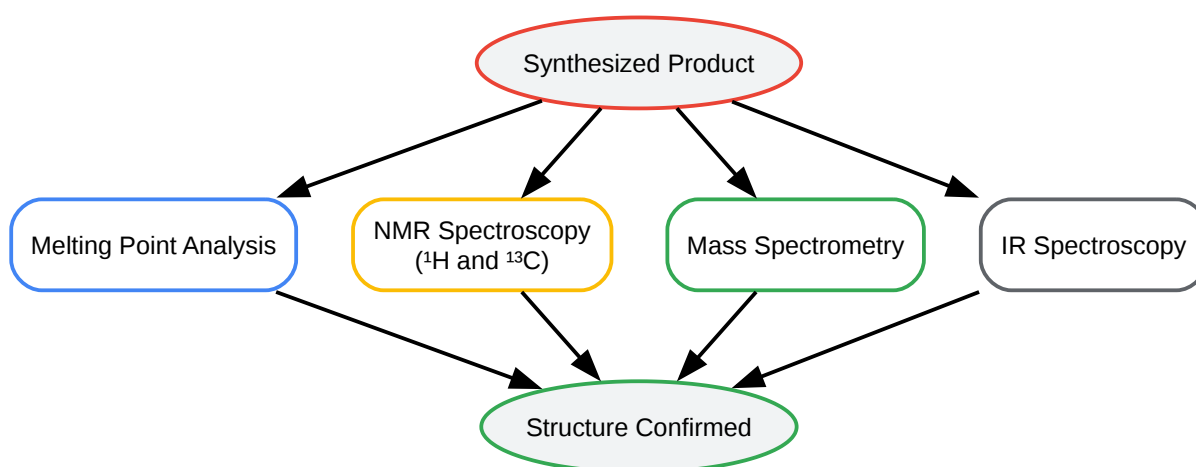 Synthesized Product
Melting Point Analysis
NMR Spectroscopy
(¹H and ¹³C)
Mass Spectrometry
IR Spectroscopy
Structure Confirmed